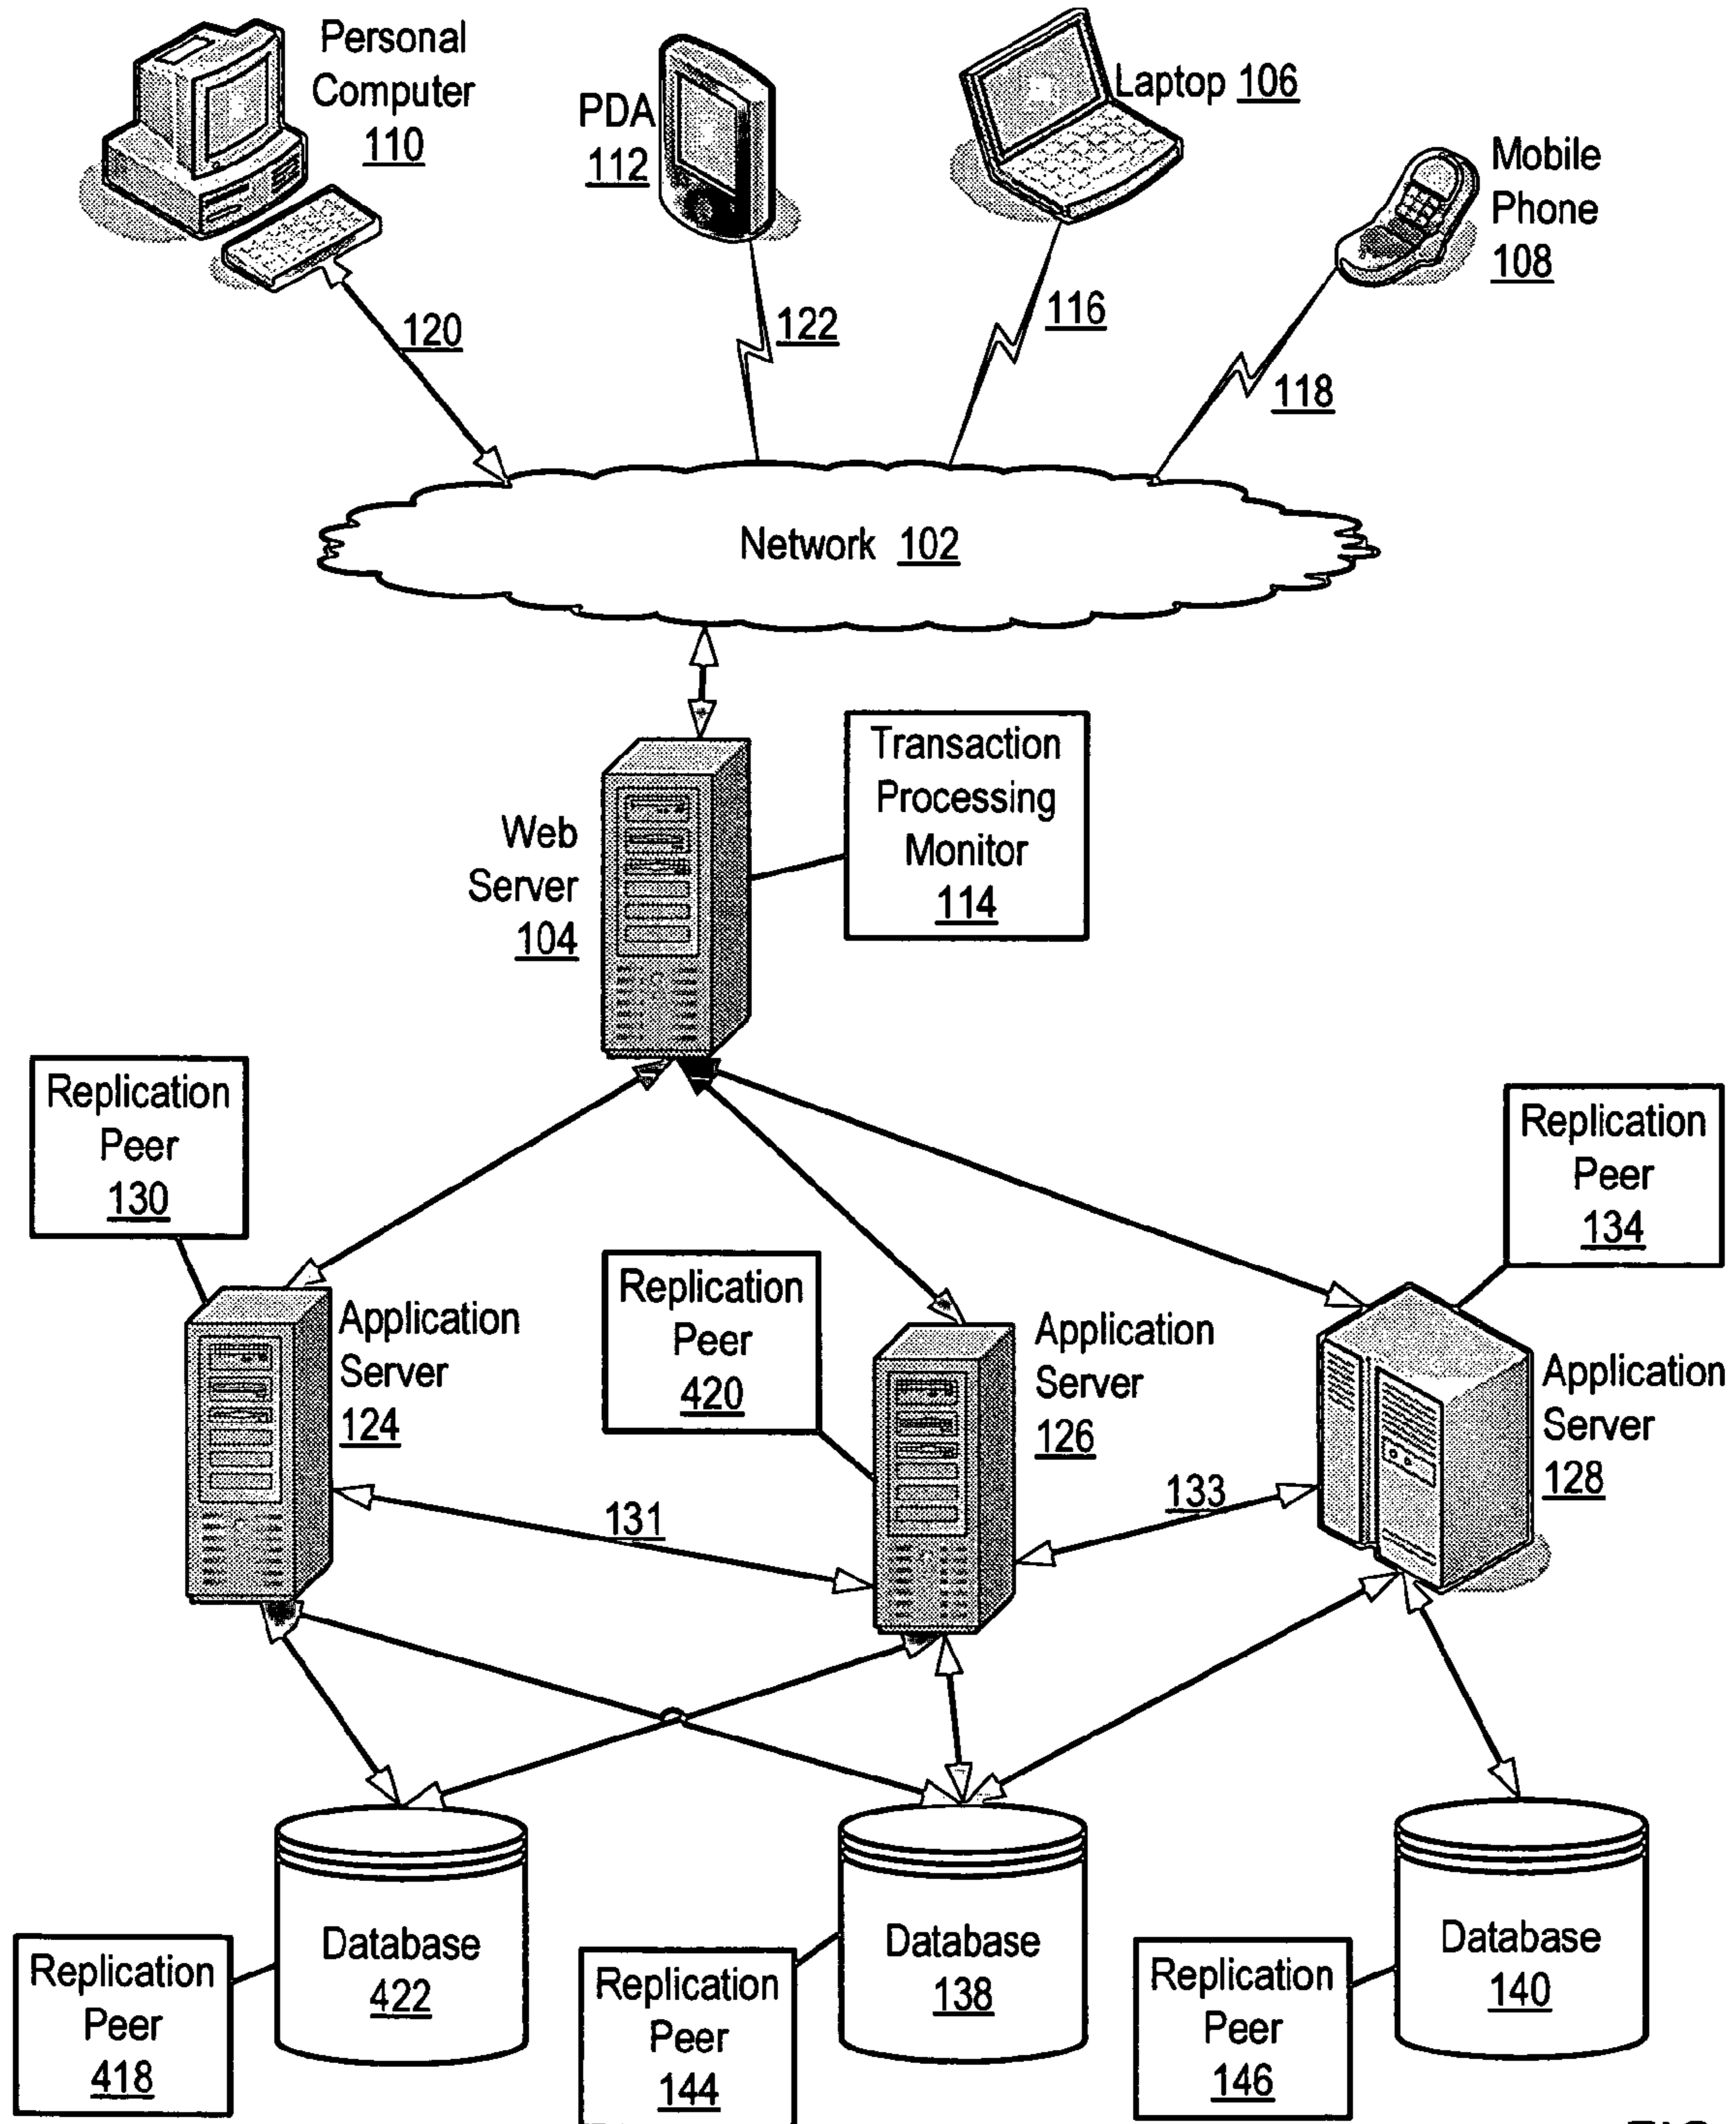 Personal
Computer
110
PDA
112
Laptop 106
Mobile
Phone
108
120
122
116
118
Network 102
Transaction
Processing
Monitor
114
Web
Server
104
Replication
Peer
130
Replication
Peer
134
Replication
Peer
420
Application
Server
124
Application
Server
126
Application
Server
128
131
133
Database
422
Database
138
Database
140
Replication
Peer
418
Replication
Peer
144
Replication
Peer
146